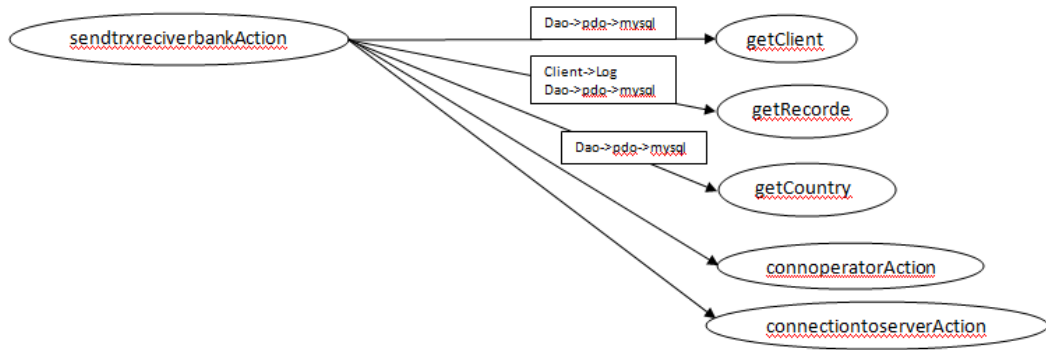 Dao->pdo->mysql
sendtrxreciverbankAction
getClient
Client->Log
Dao->pdo->mysql
getRecorde
Dao->pdo->mysql
getCountry
connoperatorAction
connectiontoserverAction